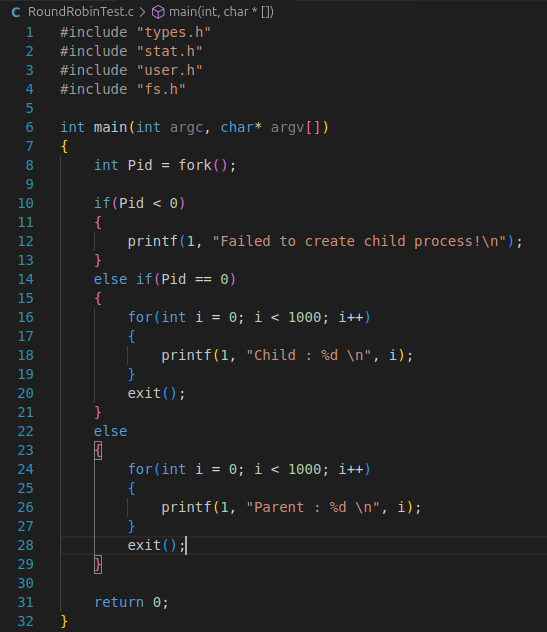 C RoundRobinTest.c > main(int, char * [])
1 #include "types.h"
2 #include "stat.h"
3 #include "user.h"
4 #include "fs.h"
5
6 int main(int argc, char* argv[])
7 {
8 int Pid = fork();
9
10 if(Pid < 0)
11 {
12 printf(1, "Failed to create child process!\n");
13 }
14 else if(Pid == 0)
15 {
16 for(int i = 0; i < 1000; i++)
17 {
18 printf(1, "Child : %d \n", i);
19 }
20 exit();
21 }
22 else
23 {
24 for(int i = 0; i < 1000; i++)
25 {
26 printf(1, "Parent : %d \n", i);
27 }
28 exit();
29 }
30
31 return 0;
32 }